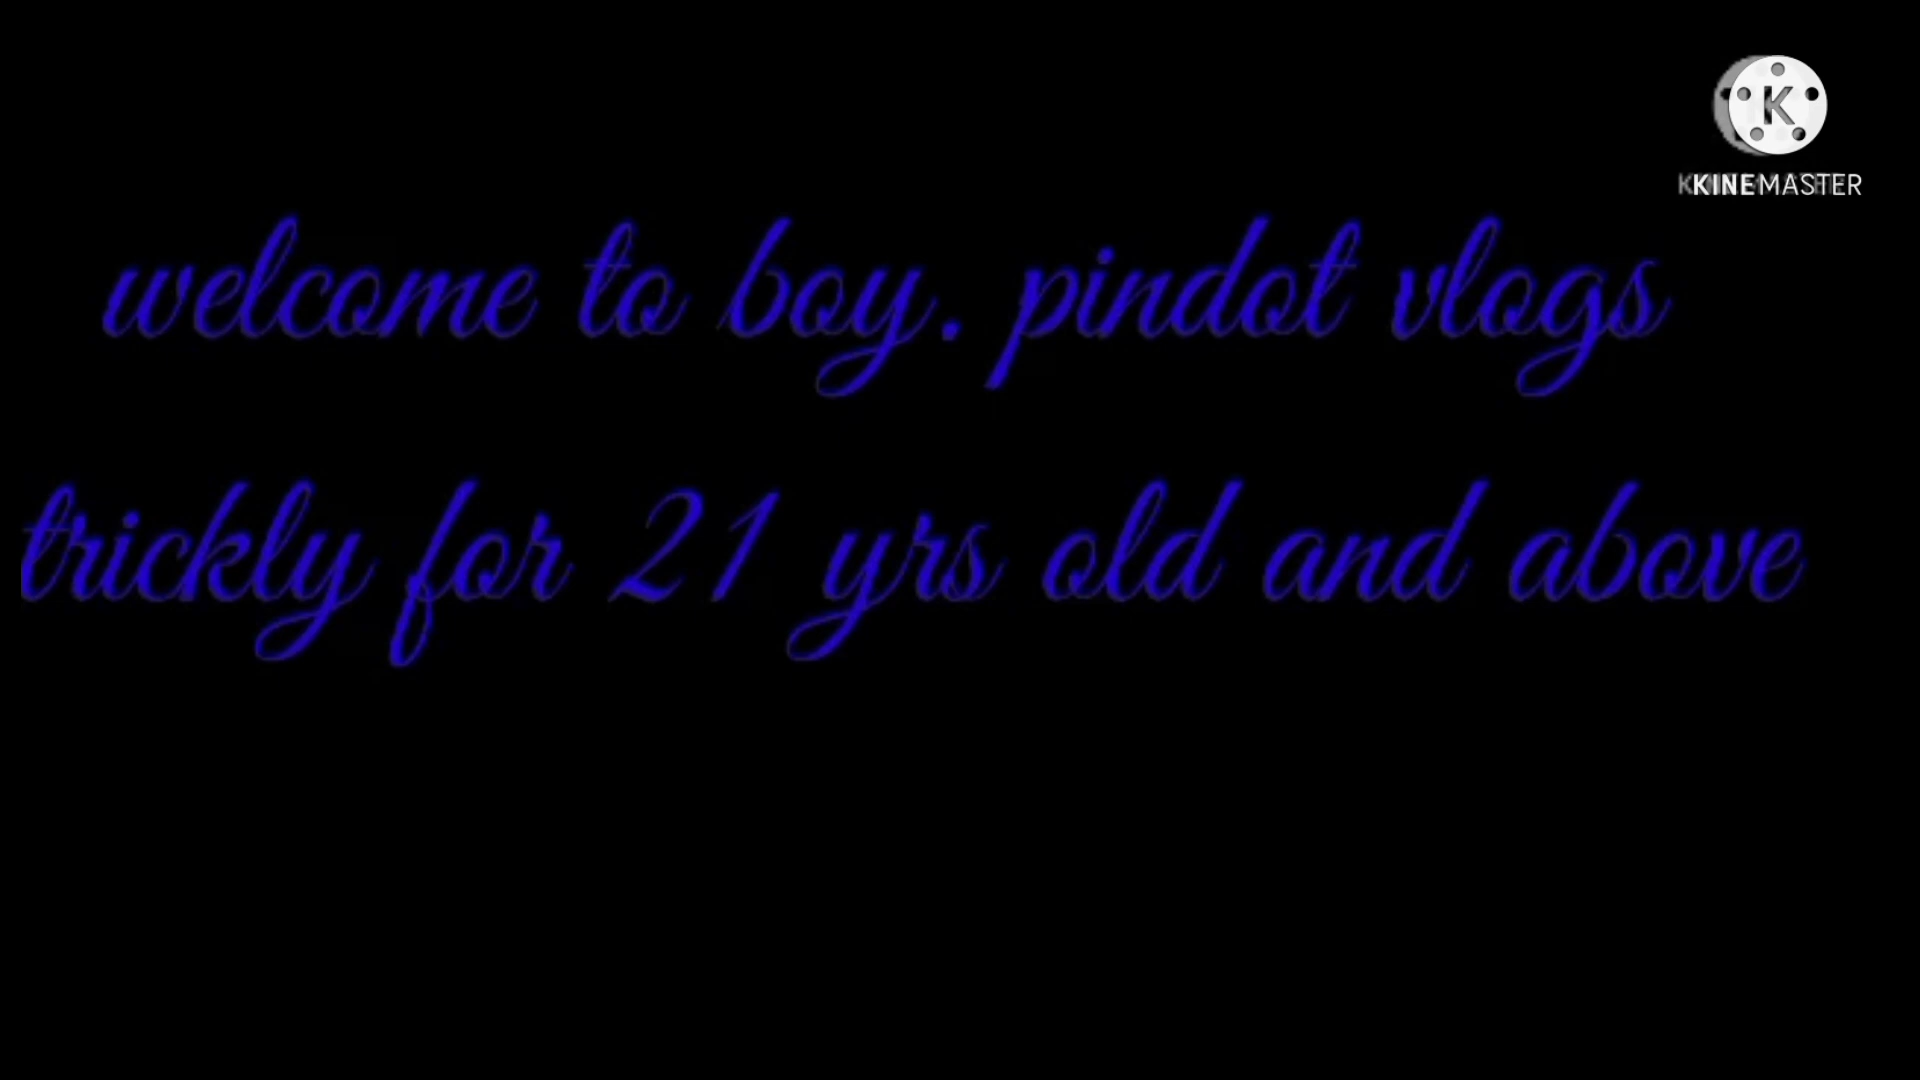 KINEMASTER
welcome to boy. pindot vlogs
trickly for 21 yrs old and above